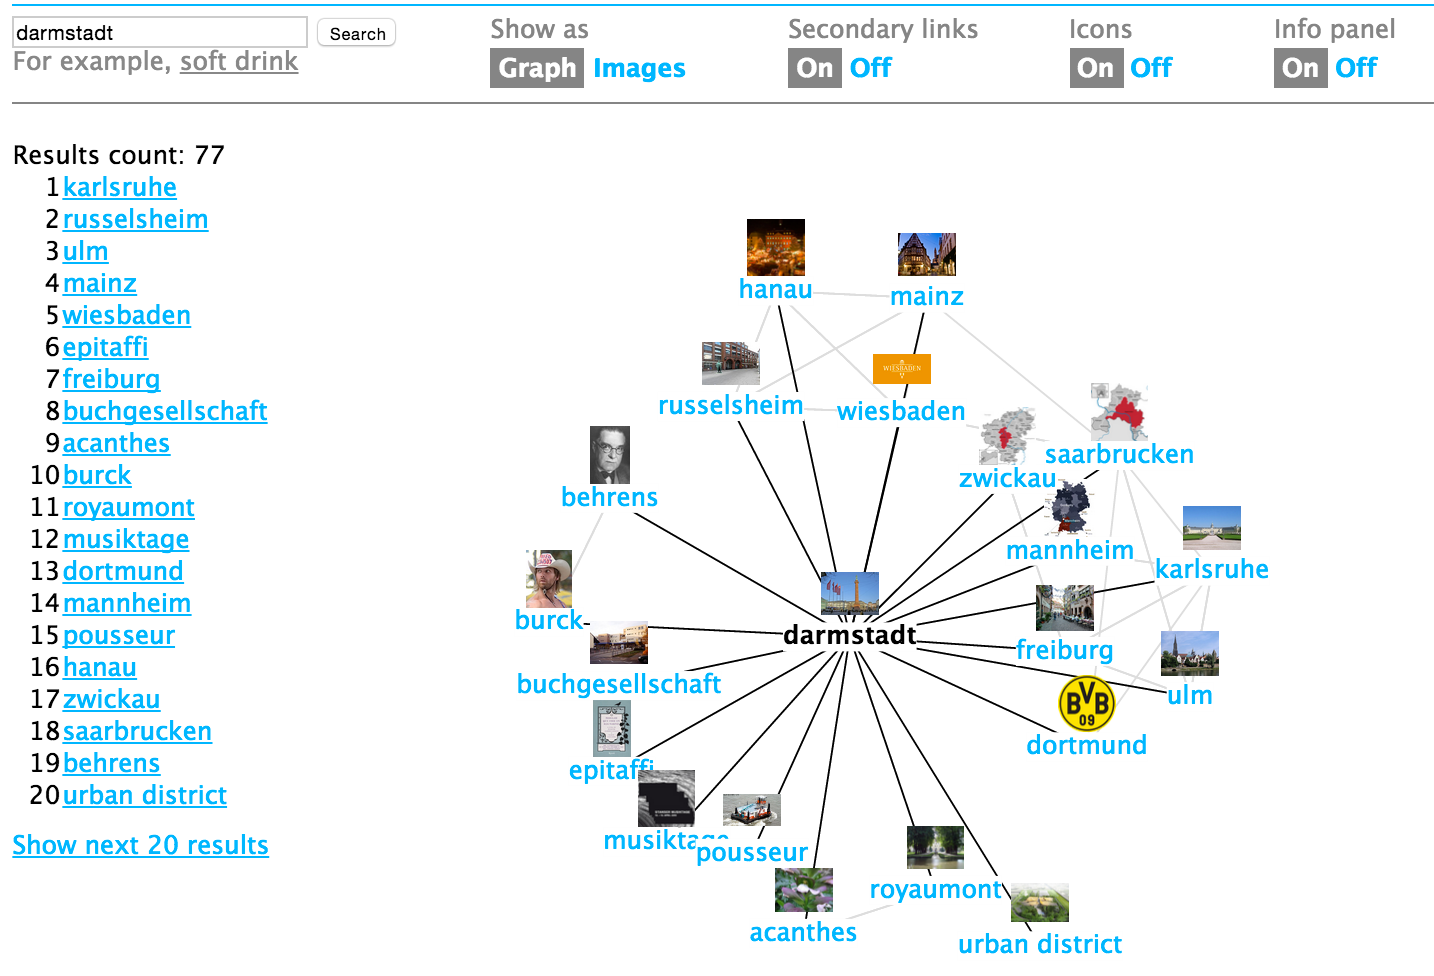 darmstadt Search
For example, soft drink
Show as
Graph Images
Secondary links
On Off
Icons
On Off
Info panel
On Off
Results count: 77
1 karlsruhe
2 russelsheim
3 ulm
4 mainz
5 wiesbaden
6 epitaffi
7 freiburg
8 buchgesellschaft
9 acanthes
10 burck
11 royaumont
12 musiktage
13 dortmund
14 mannheim
15 pousseur
16 hanau
17 zwickau
18 saarbrucken
19 behrens
20 urban district
Show next 20 results
hanau
mainz
WIESBADEN
russelsheim
wiesbaden
saarbrucken
zwickau
behrens
mannheim
karlsruhe
burck
darmstadt
freiburg
buchgesellschaft
ulm
BVB
09
dortmund
epitaffi
musiktage
pousseur
royaumont
acanthes
urban district